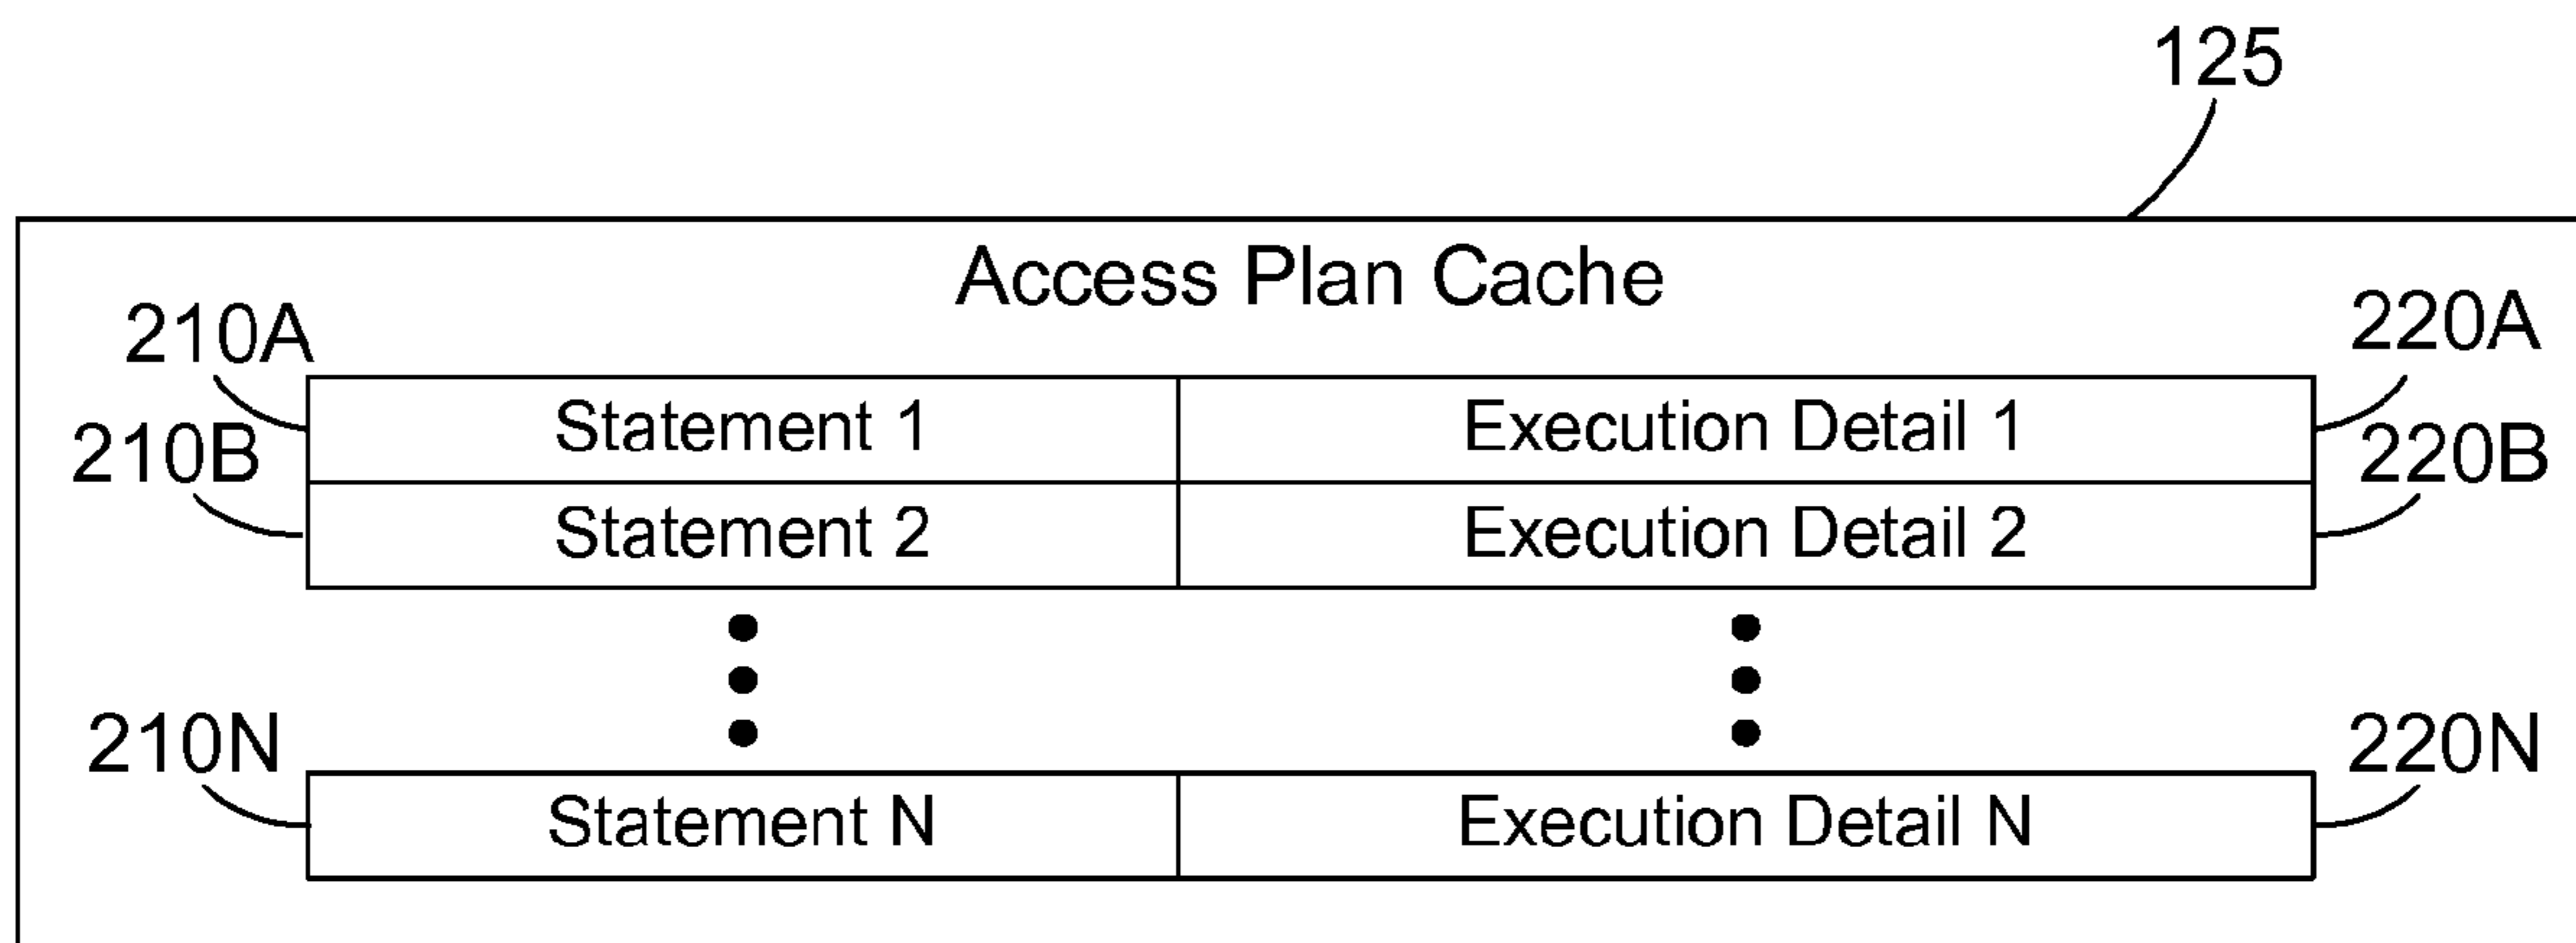 125
Access Plan Cache
210A
220A
Statement 1 Execution Detail 1
210B
220B
Statement 2 Execution Detail 2
210N
220N
Statement N Execution Detail N